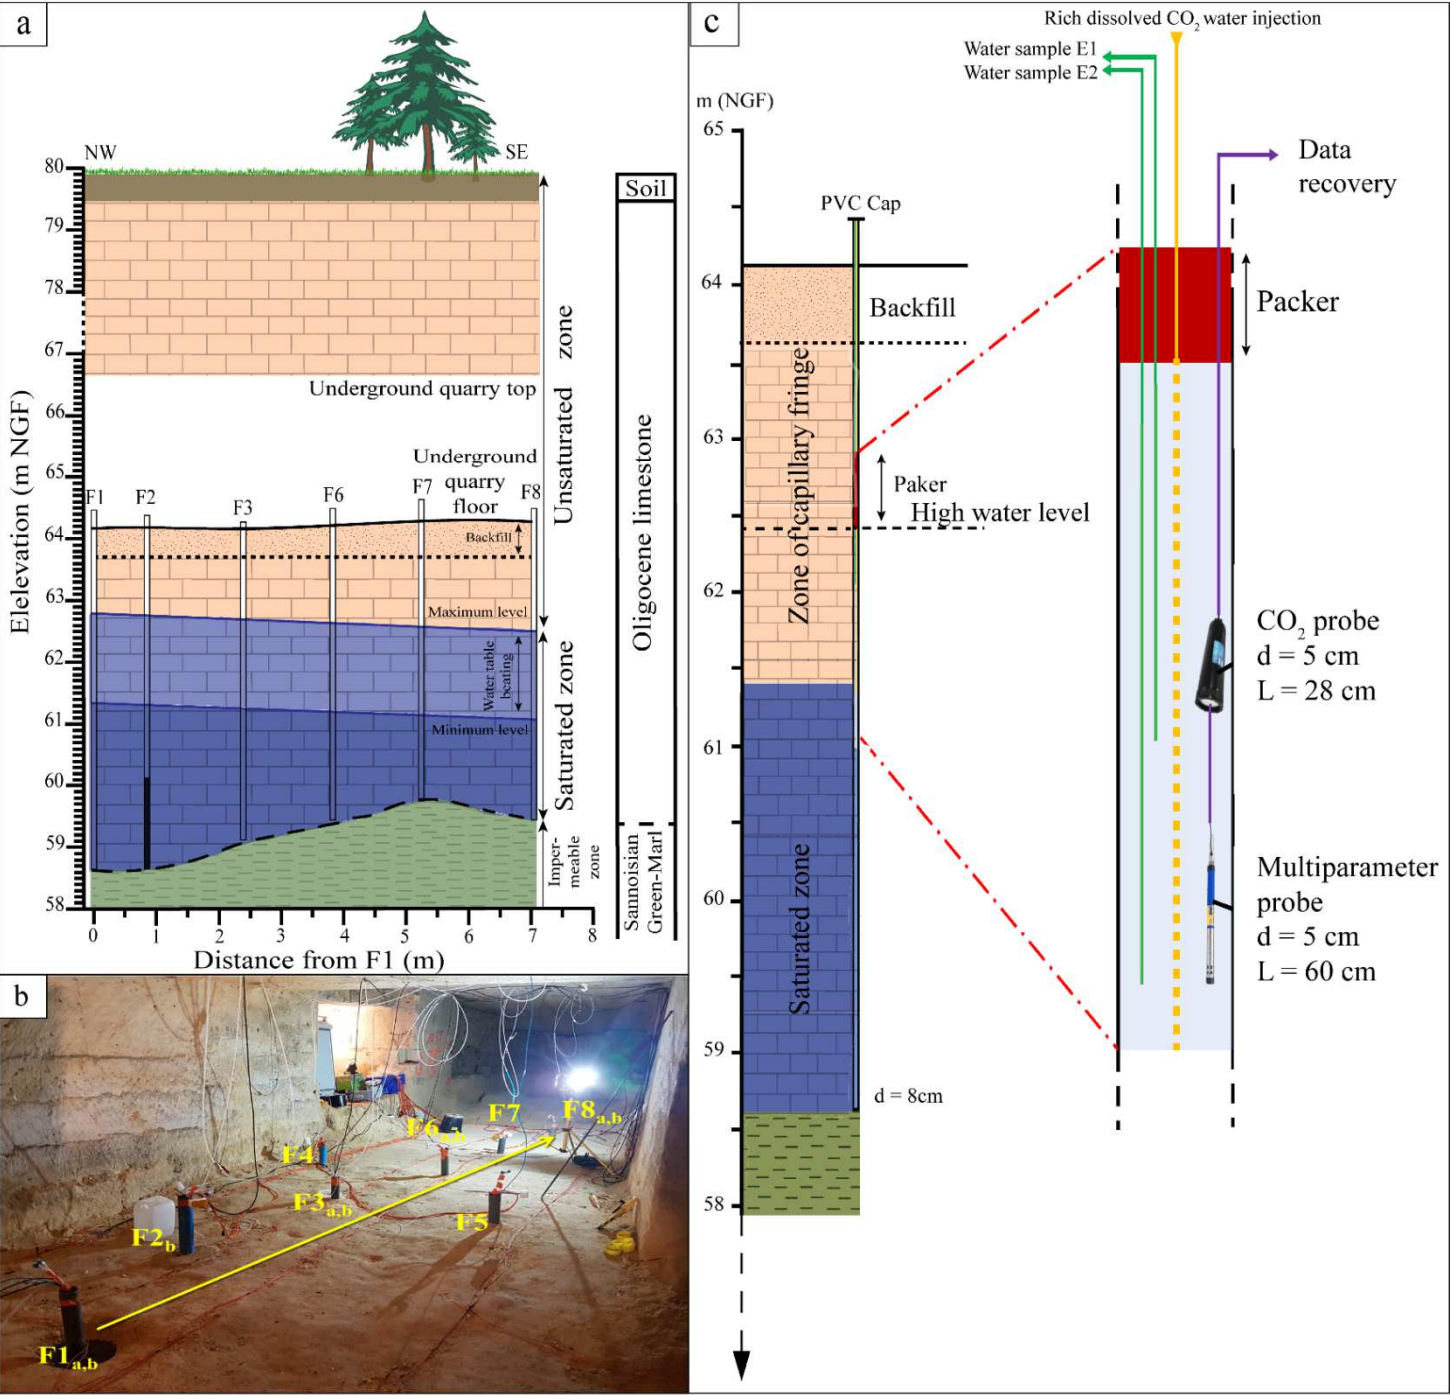 a
NW
SE
80
79
78
67
66
65
64
63
62
61
60
59
58
Elelevation (m NGF)
Underground quarry top
Underground
quarry
floor
F1
F2
F3
F6
F7
F8
Backfill
Maximum level
Water table
beating
Minimum level
Unsaturated zone
Saturated zone
Imper-
meable
zone
Soil
Oligocene limestone
Sannoisian
Green-Marl
0 1 2 3 4 5 6 7 8
Distance from F1 (m)
b
F7
F8a,b
F6a,b
F4
F3a,b
F5
F2b
F1a,b
c
Rich dissolved CO2 water injection
Water sample E1
Water sample E2
m (NGF)
65
64
63
62
61
60
59
58
PVC Cap
Backfill
Zone of capillary fringe
Paker
High water level
Saturated zone
d = 8cm
Data
recovery
Packer
CO2 probe
d = 5 cm
L = 28 cm
Multiparameter
probe
d = 5 cm
L = 60 cm